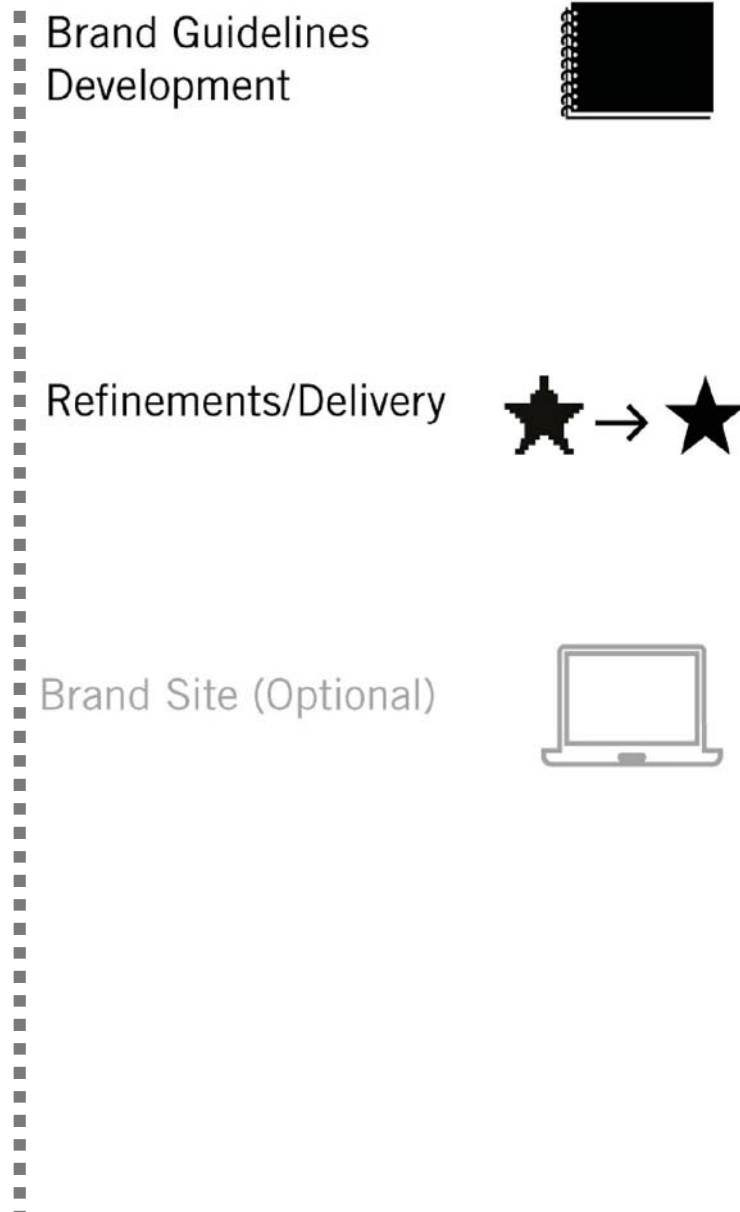 Brand Guidelines
Development
Refinements/Delivery
Brand Site (Optional)